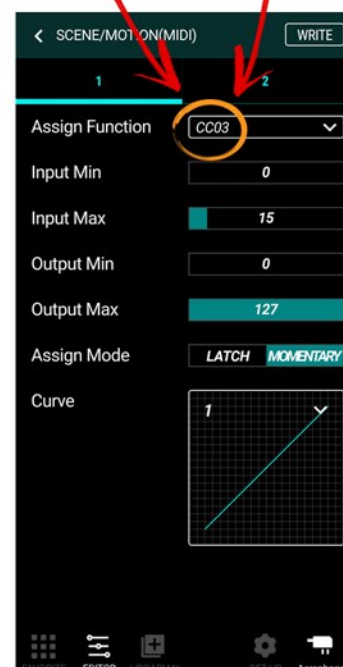 SCENE/MOTION(MIDI) WRITE
1 2
Assign Function CC03
Input Min 0
Input Max 15
Output Min 0
Output Max 127
Assign Mode LATCH MOMENTARY
Curve 1
EDITOR